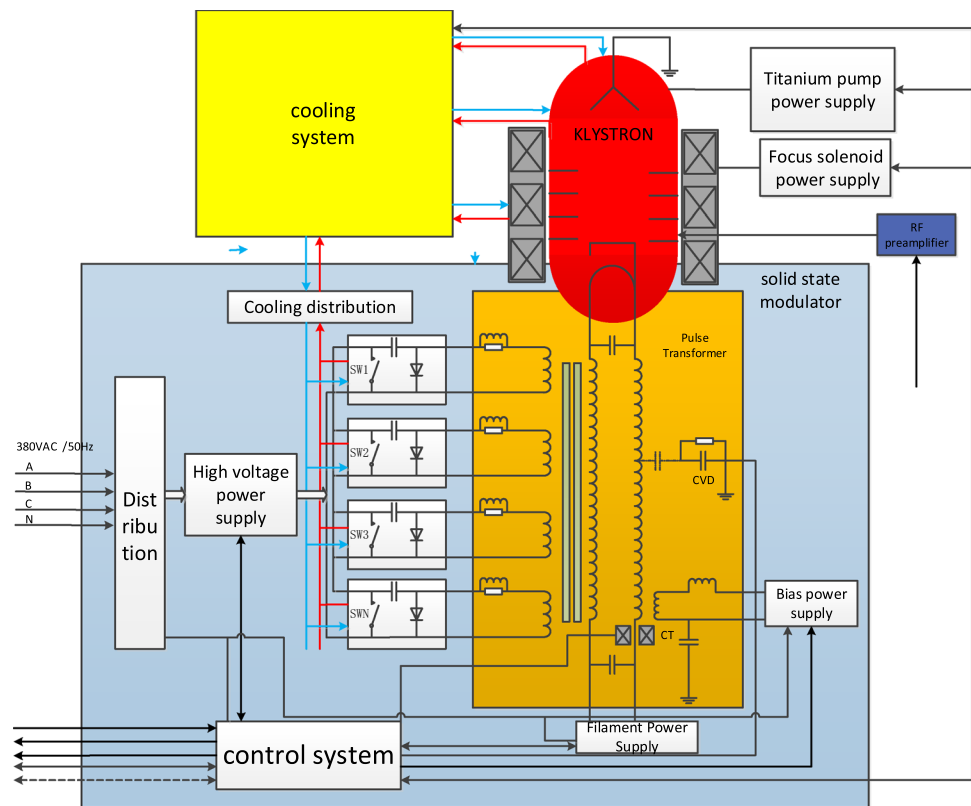 cooling
system
KLYSTRON
Titanium pump
power supply
Focus solenoid
power supply
RF
preamplifier
solid state
modulator
Cooling distribution
Pulse
Transformer
SW1
SW2
SW3
SWN
380VAC /50Hz
A
B
C
N
Dist
ribu
tion
High voltage
power
supply
CVD
CT
Bias power
supply
Filament Power
Supply
control system